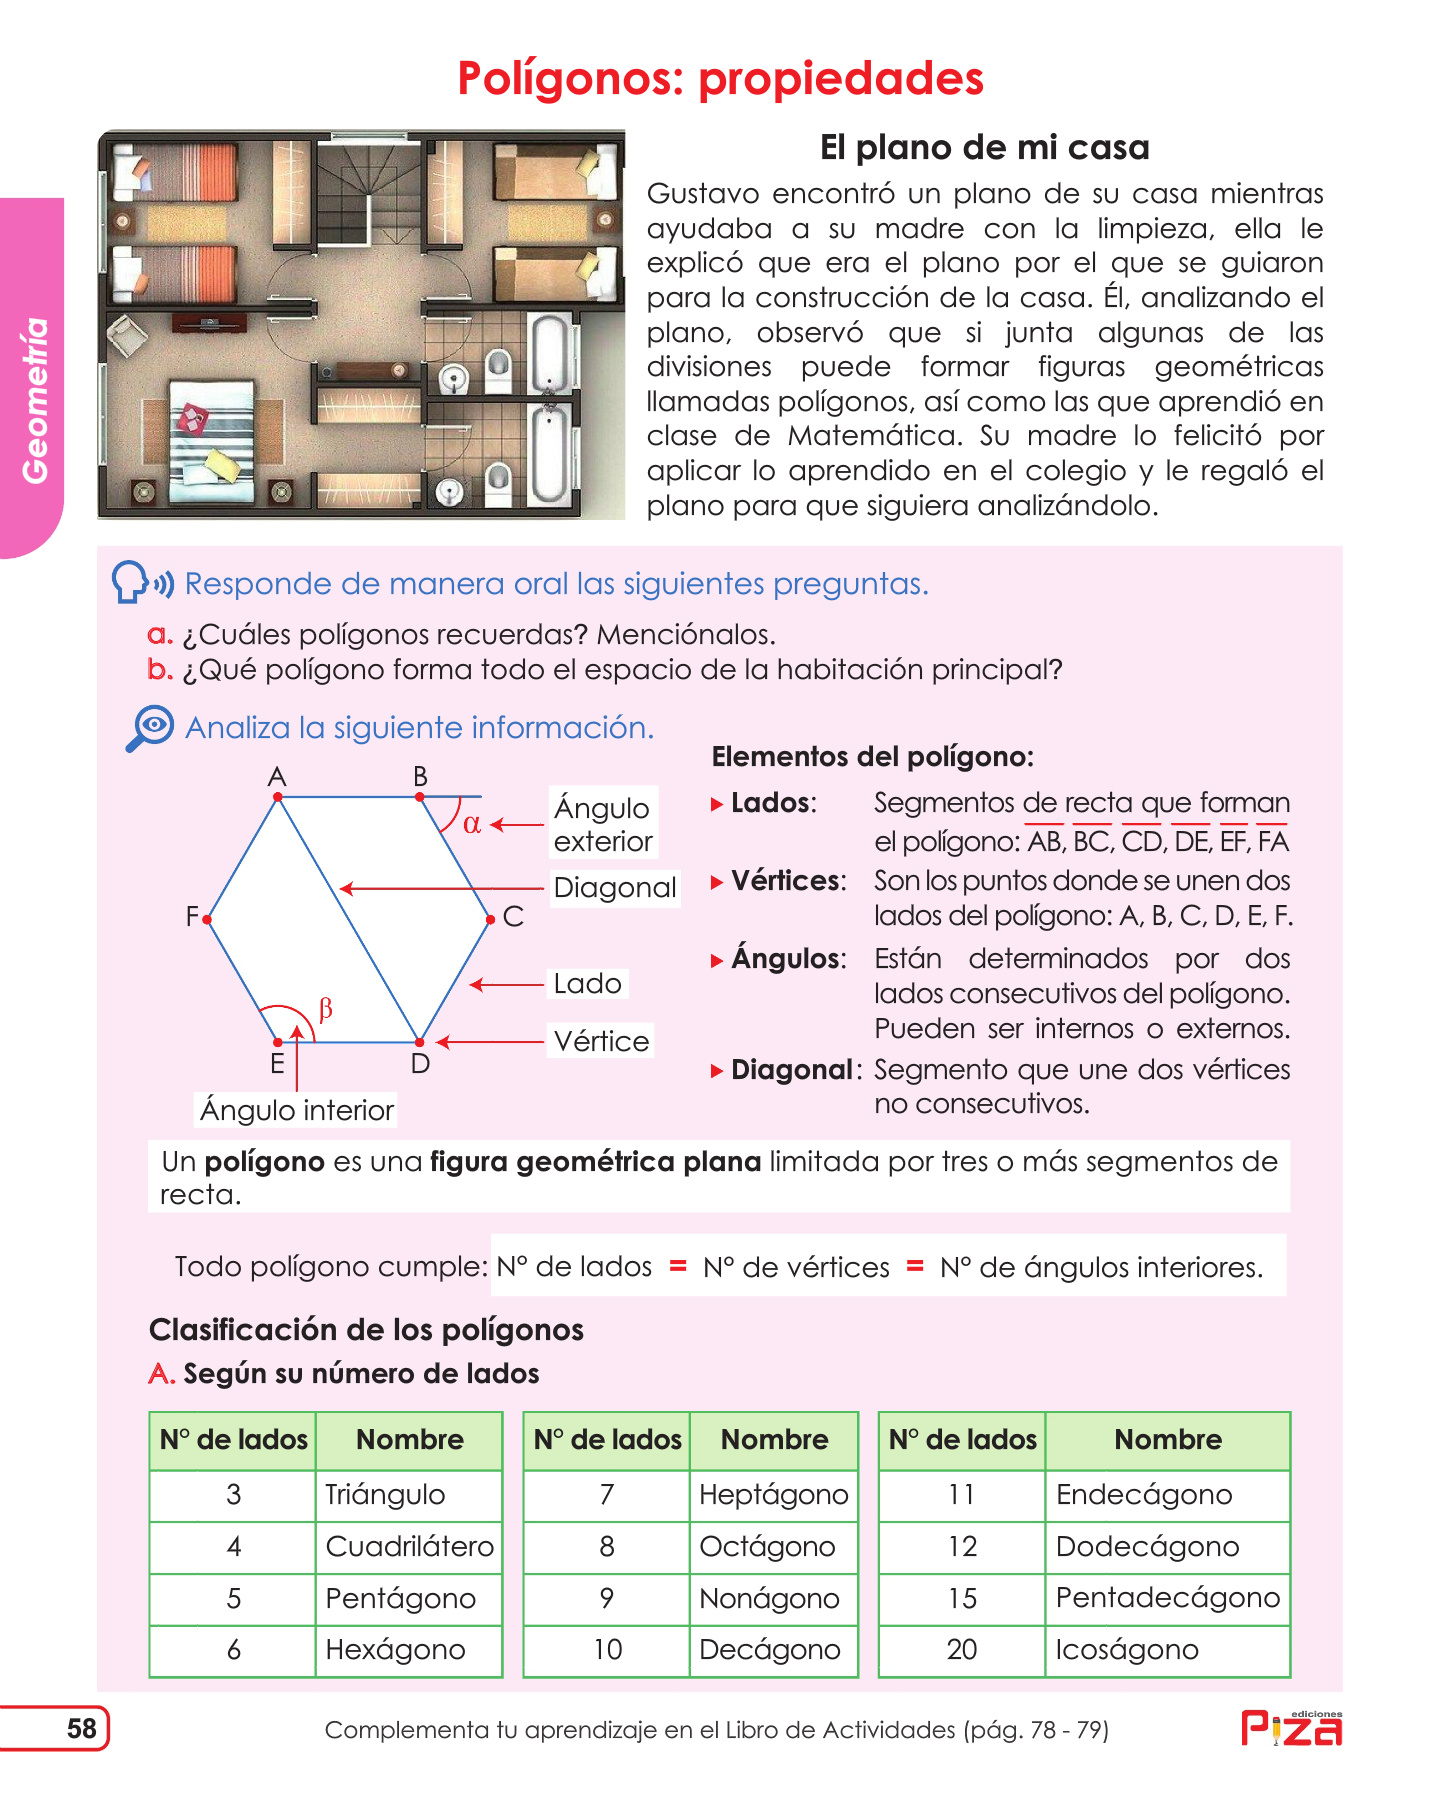 Polígonos: propiedades
Geometría
El plano de mi casa
Gustavo encontró un plano de su casa mientras
ayudaba a su madre con la limpieza, ella le
explicó que era el plano por el que se guiaron
para la construcción de la casa. Él, analizando el
plano, observó que si junta algunas de las
divisiones puede formar figuras geométricas
llamadas polígonos, así como las que aprendió en
clase de Matemática. Su madre lo felicitó por
aplicar lo aprendido en el colegio y le regaló el
plano para que siguiera analizándolo.
Responde de manera oral las siguientes preguntas.
a. ¿Cuáles polígonos recuerdas? Menciónalos.
b. ¿Qué polígono forma todo el espacio de la habitación principal?
Analiza la siguiente información.
A
B
α
Ángulo
exterior
Diagonal
F
C
Lado
β
Vértice
E
D
Ángulo interior
Elementos del polígono:
Lados: Segmentos de recta que forman
el polígono: AB, BC, CD, DE, EF, FA
Vértices: Son los puntos donde se unen dos
lados del polígono: A, B, C, D, E, F.
Ángulos: Están determinados por dos
lados consecutivos del polígono.
Pueden ser internos o externos.
Diagonal: Segmento que une dos vértices
no consecutivos.
Un polígono es una figura geométrica plana limitada por tres o más segmentos de
recta.
Todo polígono cumple: N° de lados = N° de vértices = N° de ángulos interiores.
Clasificación de los polígonos
A. Según su número de lados
N° de lados Nombre
3 Triángulo
4 Cuadrilátero
5 Pentágono
6 Hexágono
N° de lados Nombre
7 Heptágono
8 Octágono
9 Nonágono
10 Decágono
N° de lados Nombre
11 Endecágono
12 Dodecágono
15 Pentadecágono
20 Icoságono
58
Complementa tu aprendizaje en el Libro de Actividades (pág. 78 - 79)
ediciones
Piza